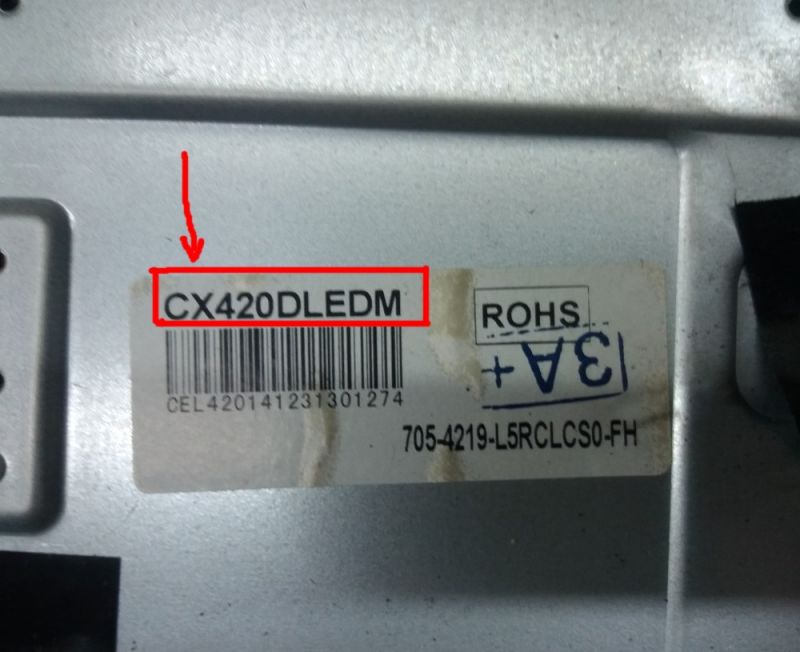 CX420DLEDM
CEL420141231301274
ROHS
3A+
705-4219-L5RCLCS0-FH